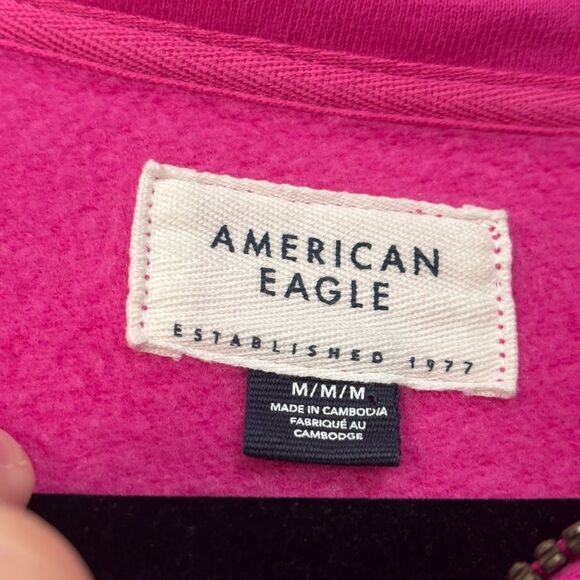 AMERICAN
EAGLE
ESTABLISHED 1977
M/M/M
MADE IN CAMBODIA
FABRIQUÉ AU
CAMBODGE